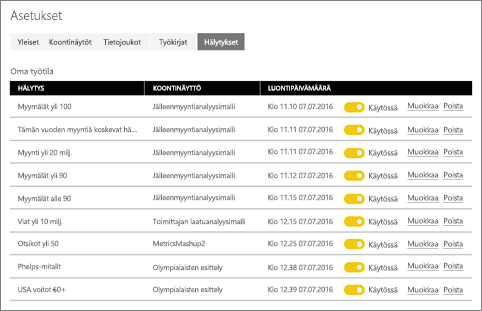 Asetukset
Yleiset Koontinäytöt Tietojoukot Työkirjat Hälytykset
Oma työtila
HÄLYTYS KOONTINÄYTTÖ LUONTIPÄIVÄMÄÄRÄ
Myymälät yli 100 Jälleenmyyntianalyysimalli Klo 11.10 07.07.2016 Käytössä Muokkaa Poista
Tämän vuoden myyntiä koskevat hä... Jälleenmyyntianalyysimalli Klo 11.11 07.07.2016 Käytössä Muokkaa Poista
Myynti yli 20 milj. Jälleenmyyntianalyysimalli Klo 11.11 07.07.2016 Käytössä Muokkaa Poista
Myymälät yli 90 Jälleenmyyntianalyysimalli Klo 11.12 07.07.2016 Käytössä Muokkaa Poista
Myymälät alle 90 Jälleenmyyntianalyysimalli Klo 11.15 07.07.2016 Käytössä Muokkaa Poista
Viat yli 10 milj. Toimittajan laatuanalyysimalli Klo 12.15 07.07.2016 Käytössä Muokkaa Poista
Otsikot yli 50 MetricsMashup2 Klo 12.25 07.07.2016 Käytössä Muokkaa Poista
Phelps-mitalit Olympialaisten esittely Klo 12.38 07.07.2016 Käytössä Muokkaa Poista
USA voitot 60+ Olympialaisten esittely Klo 12.39 07.07.2016 Käytössä Muokkaa Poista